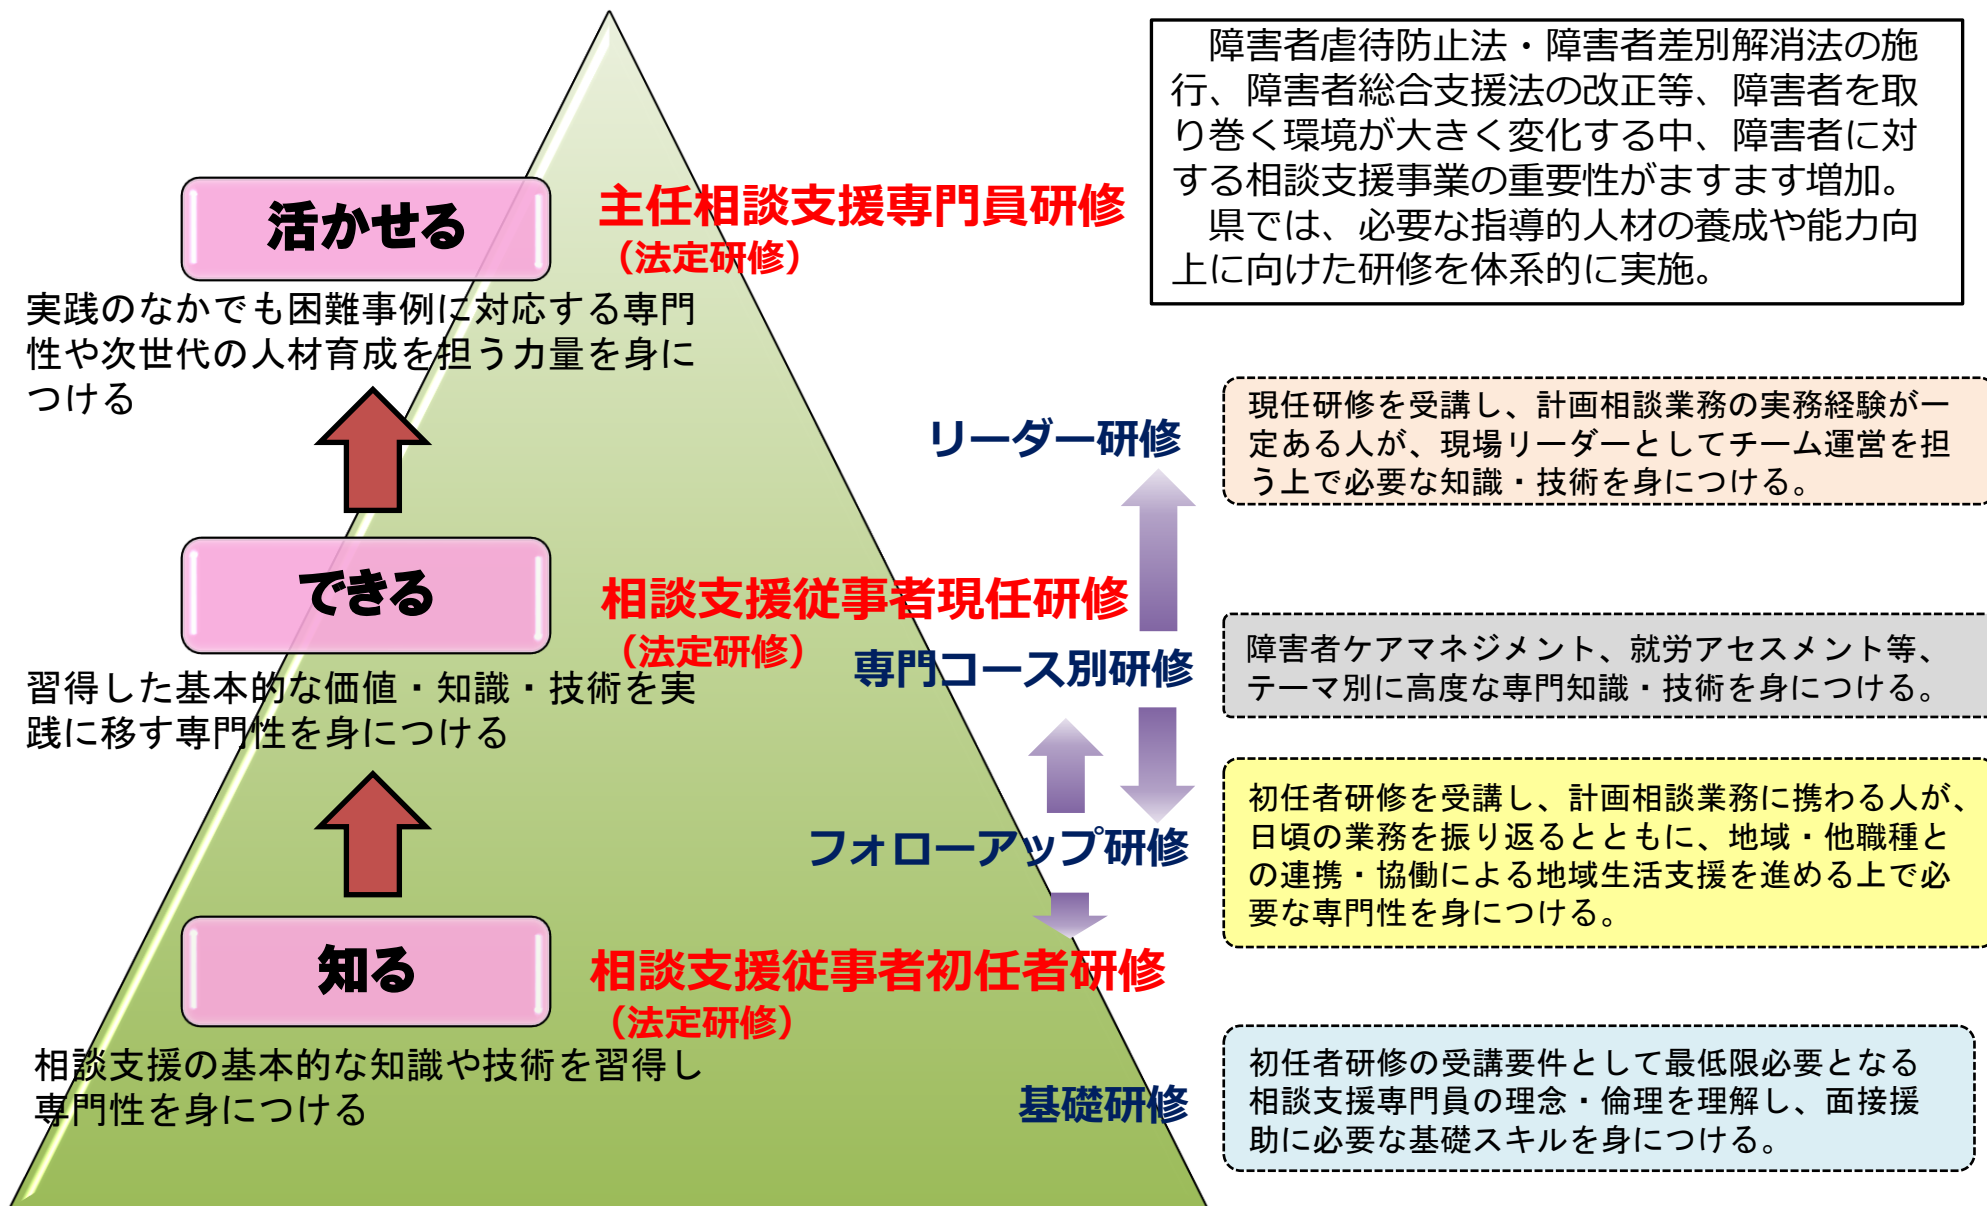 障害者虐待防止法・障害者差別解消法の施
行、障害者総合支援法の改正等、障害者を取
り巻く環境が大きく変化する中、障害者に対
する相談支援事業の重要性がますます増加。
県では、必要な指導的人材の養成や能力向
上に向けた研修を体系的に実施。
活かせる
主任相談支援専門員研修
（法定研修）
実践のなかでも困難事例に対応する専門
性や次世代の人材育成を担う力量を身に
つける
リーダー研修
現任研修を受講し、計画相談業務の実務経験が一
定ある人が、現場リーダーとしてチーム運営を担
う上で必要な知識・技術を身につける。
できる
相談支援従事者現任研修
（法定研修）
習得した基本的な価値・知識・技術を実
践に移す専門性を身につける
専門コース別研修
障害者ケアマネジメント、就労アセスメント等、
テーマ別に高度な専門知識・技術を身につける。
フォローアップ研修
初任者研修を受講し、計画相談業務に携わる人が、
日頃の業務を振り返るとともに、地域・他職種と
の連携・協働による地域生活支援を進める上で必
要な専門性を身につける。
知る
相談支援従事者初任者研修
（法定研修）
相談支援の基本的な知識や技術を習得し
専門性を身につける
基礎研修
初任者研修の受講要件として最低限必要となる
相談支援専門員の理念・倫理を理解し、面接援
助に必要な基礎スキルを身につける。